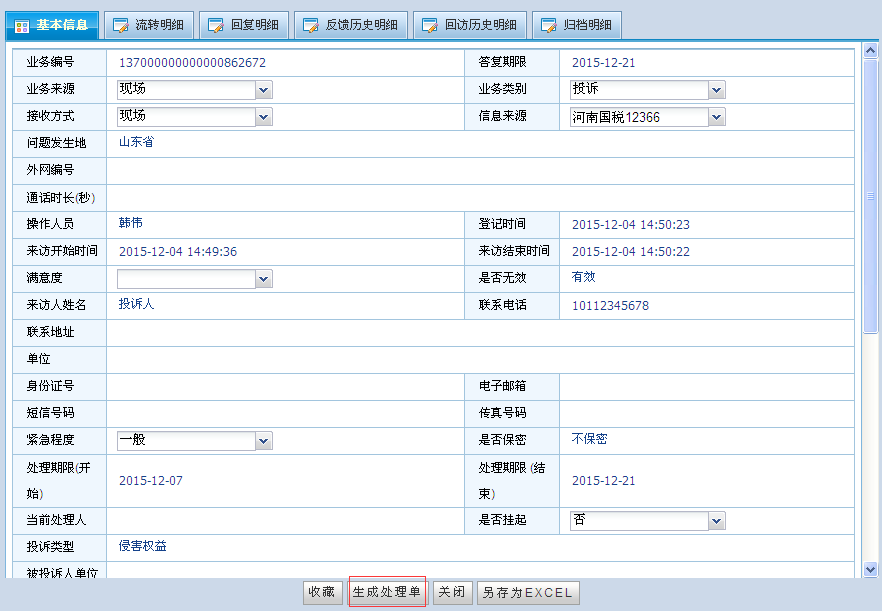 基本信息 流转明细 回复明细 反馈历史明细 回访历史明细 归档明细
业务编号 137000000000000862672 答复期限 2015-12-21
业务来源 现场 业务类别 投诉
接收方式 现场 信息来源 河南国税12366
问题发生地 山东省
外网编号
通话时长(秒)
操作人员 韩伟 登记时间 2015-12-04 14:50:23
来访开始时间 2015-12-04 14:49:36 来访结束时间 2015-12-04 14:50:22
满意度 是否无效 有效
来访人姓名 投诉人 联系电话 10112345678
联系地址
单位
身份证号 电子邮箱
短信号码 传真号码
紧急程度 一般 是否保密 不保密
处理期限(开始) 2015-12-07 处理期限 (结束) 2015-12-21
当前处理人 是否挂起 否
投诉类型 侵害权益
被投诉人单位
收藏 生成处理单 关闭 另存为EXCEL